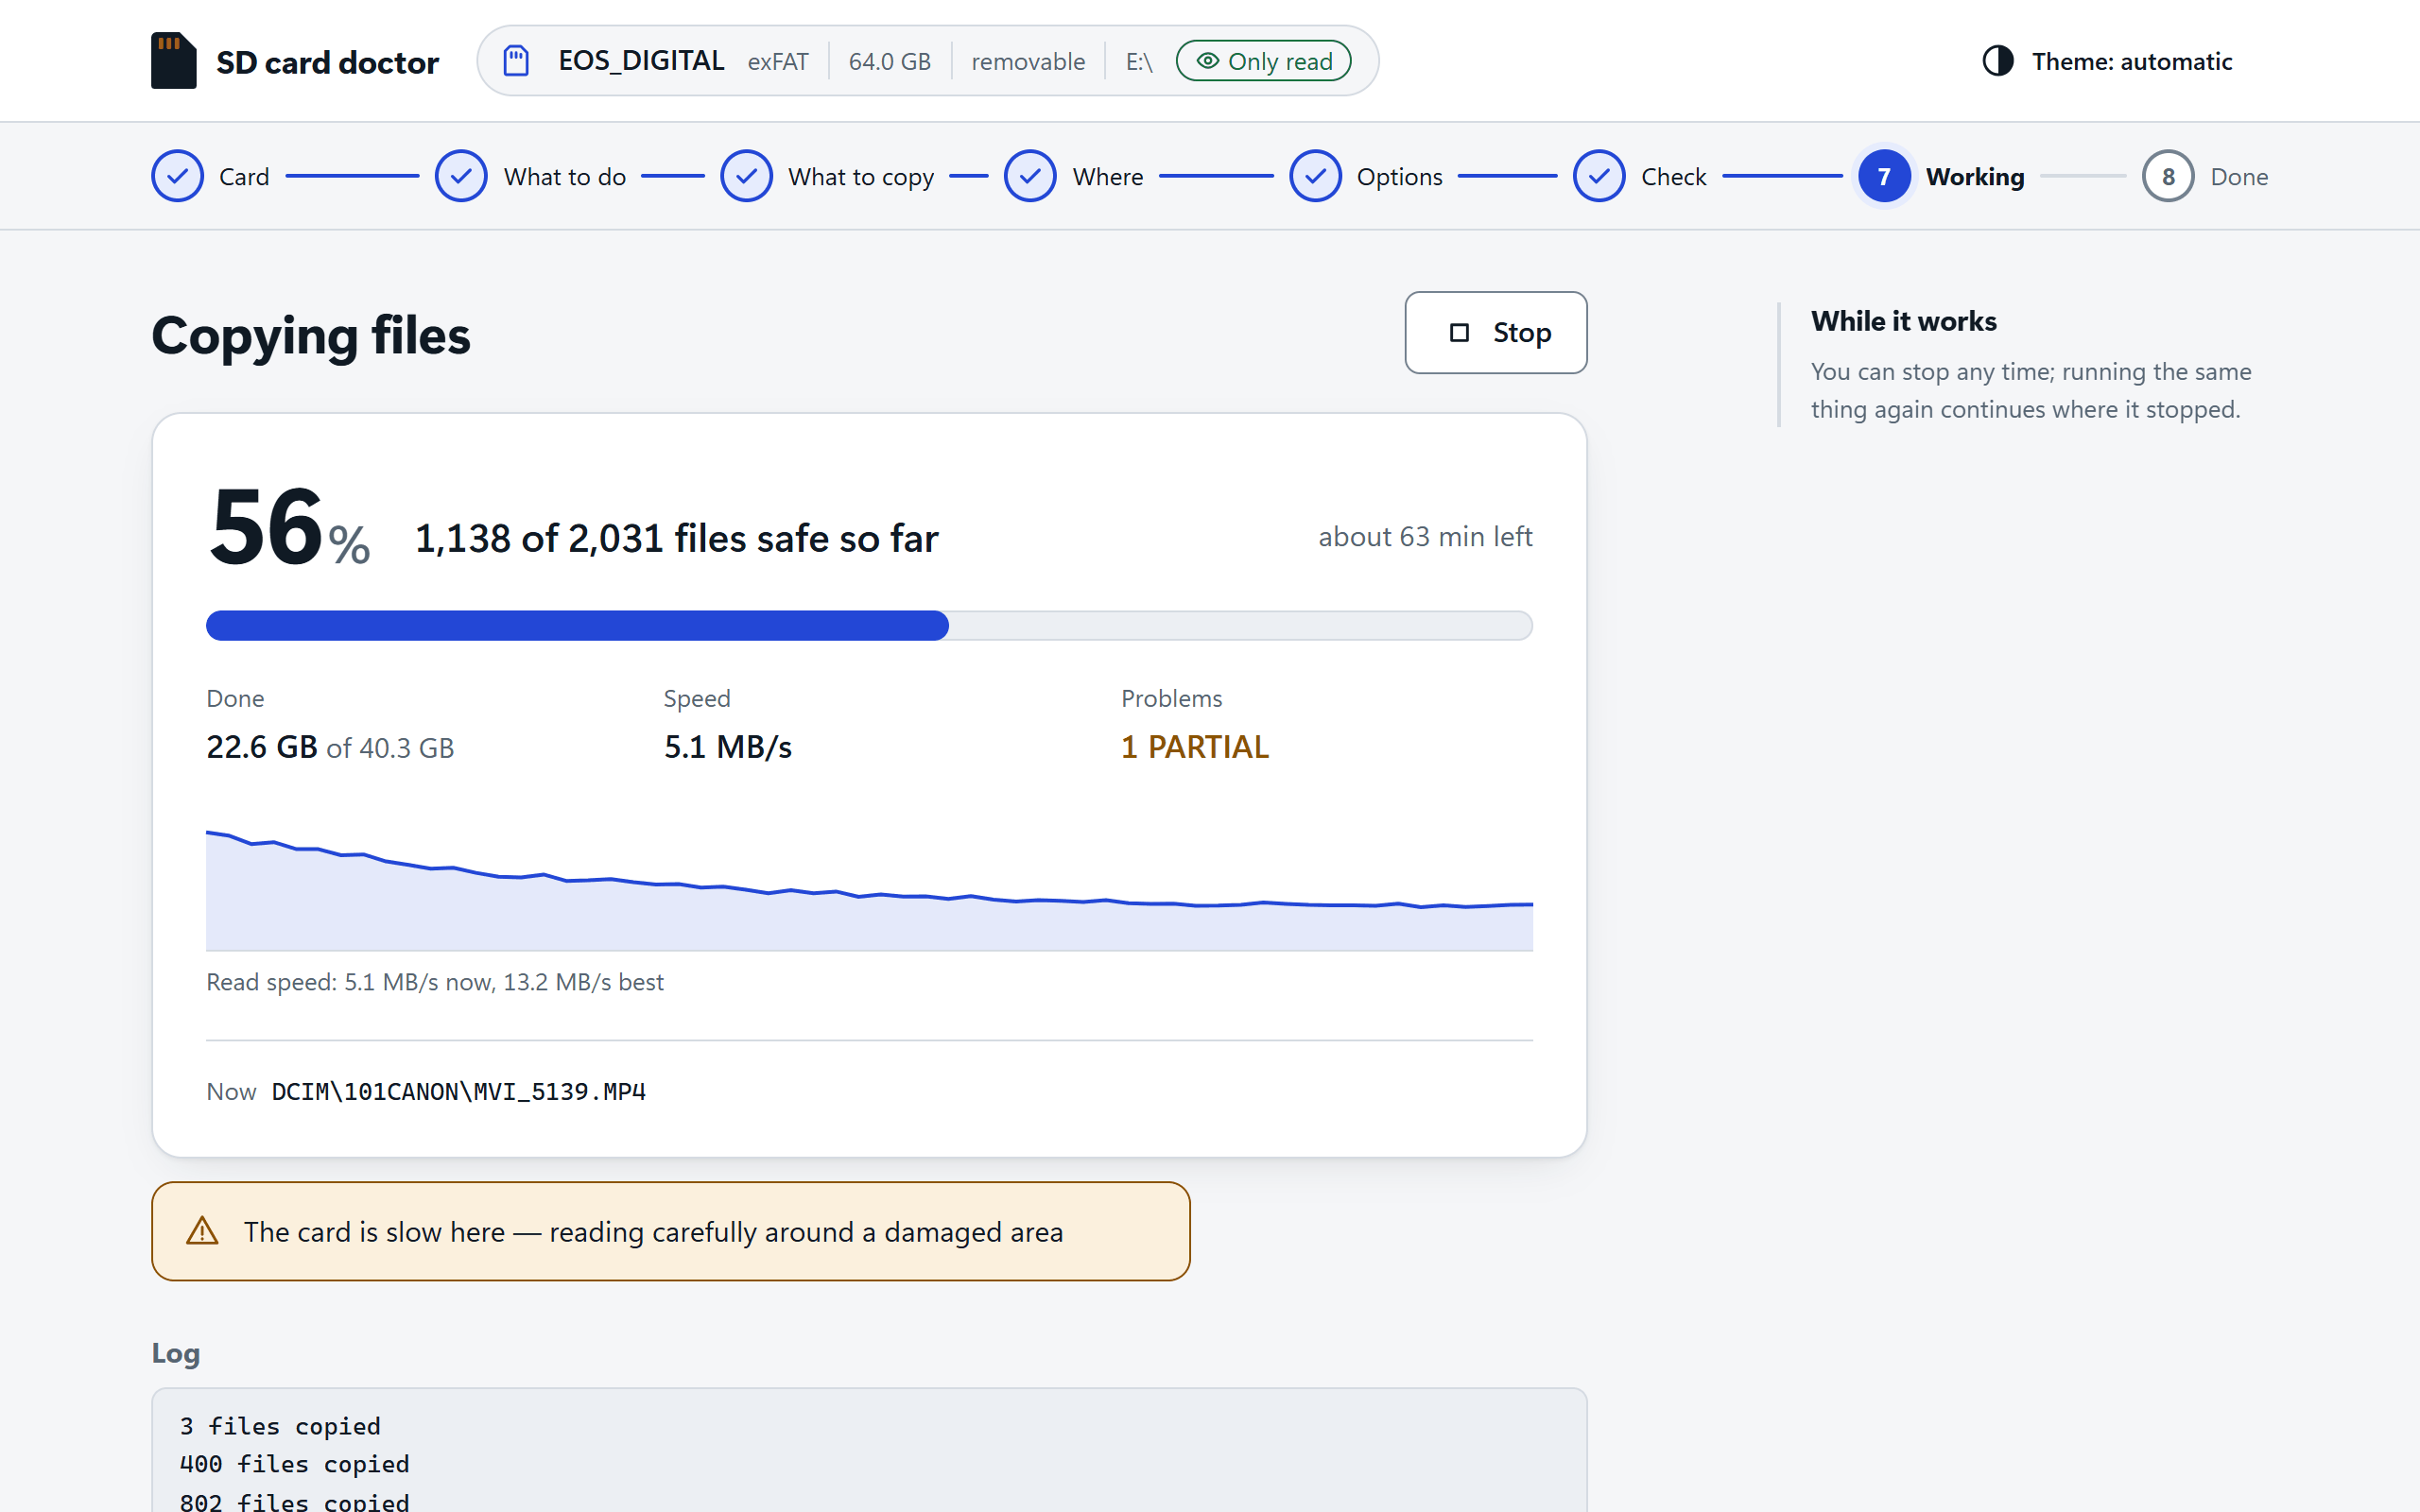 SD card doctor
EOS_DIGITAL exFAT 64.0 GB removable E:\ Only read
Theme: automatic
Card What to do What to copy Where Options Check 7 Working 8 Done
Copying files
Stop
While it works
You can stop any time; running the same
thing again continues where it stopped.
56% 1,138 of 2,031 files safe so far about 63 min left
Done Speed Problems
22.6 GB of 40.3 GB 5.1 MB/s 1 PARTIAL
Read speed: 5.1 MB/s now, 13.2 MB/s best
Now DCIM\101CANON\MVI_5139.MP4
The card is slow here — reading carefully around a damaged area
Log
3 files copied
400 files copied
802 files copied